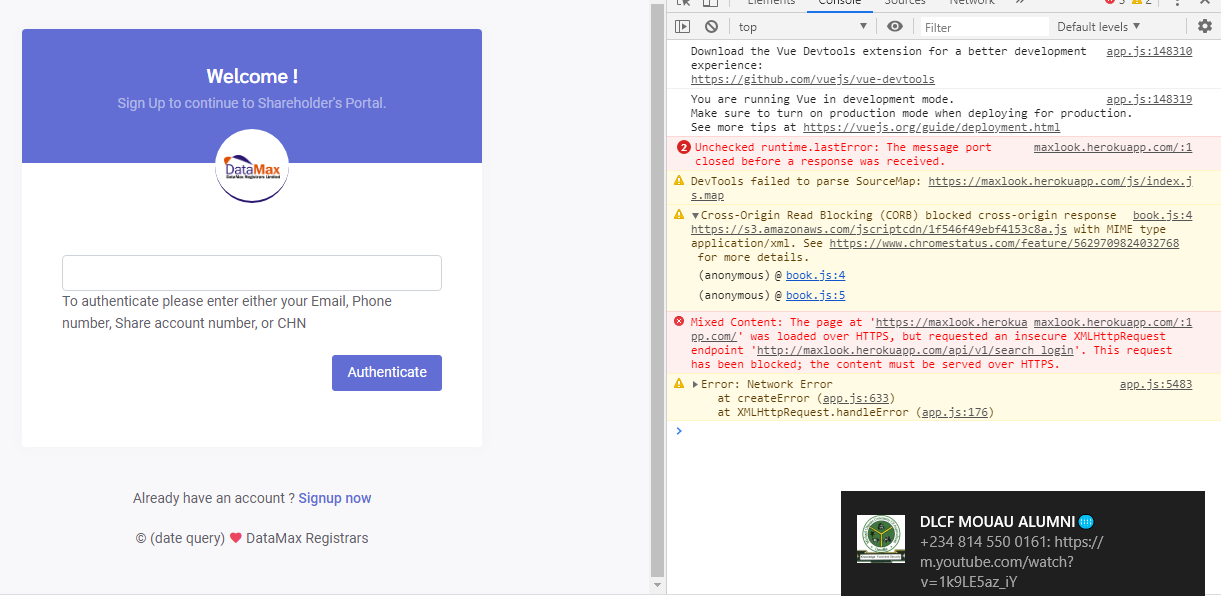 Welcome !
Sign Up to continue to Shareholder's Portal.
DataMax
DataMax Registrars Limited
To authenticate please enter either your Email, Phone
number, Share account number, or CHN
Authenticate
Already have an account ? Signup now
© (date query) ❤ DataMax Registrars
Elements Console Sources Network » 5 2
top Filter Default levels ▼
Download the Vue Devtools extension for a better development app.js:148310
experience:
https://github.com/vuejs/vue-devtools
You are running Vue in development mode. app.js:148319
Make sure to turn on production mode when deploying for production.
See more tips at https://vuejs.org/guide/deployment.html
2 Unchecked runtime.lastError: The message port maxlook.herokuapp.com/:1
closed before a response was received.
DevTools failed to parse SourceMap: https://maxlook.herokuapp.com/js/index.j
s.map
▼Cross-Origin Read Blocking (CORB) blocked cross-origin response book.js:4
https://s3.amazonaws.com/jscriptcdn/1f546f49ebf4153c8a.js with MIME type
application/xml. See https://www.chromestatus.com/feature/5629709824032768
for more details.
(anonymous) @ book.js:4
(anonymous) @ book.js:5
Mixed Content: The page at 'https://maxlook.herokua maxlook.herokuapp.com/:1
pp.com/' was loaded over HTTPS, but requested an insecure XMLHttpRequest
endpoint 'http://maxlook.herokuapp.com/api/v1/search_login'. This request
has been blocked; the content must be served over HTTPS.
▶Error: Network Error app.js:5483
at createError (app.js:633)
at XMLHttpRequest.handleError (app.js:176)
DLCF MOUAU ALUMNI🌐
+234 814 550 0161: https://
m.youtube.com/watch?
v=1k9LE5az_iY